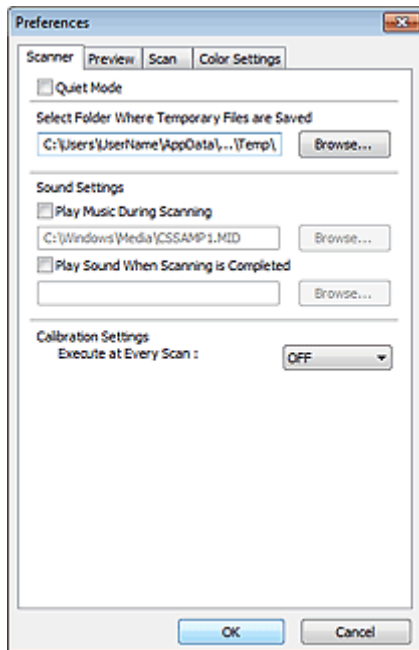 Preferences
Scanner Preview Scan Color Settings
Quiet Mode
Select Folder Where Temporary Files are Saved
C:\Users\UserName\AppData\...\Temp\ Browse...
Sound Settings
Play Music During Scanning
C:\Windows\Media\CSSAMP1.MID Browse...
Play Sound When Scanning is Completed
Browse...
Calibration Settings
Execute at Every Scan : OFF
OK Cancel